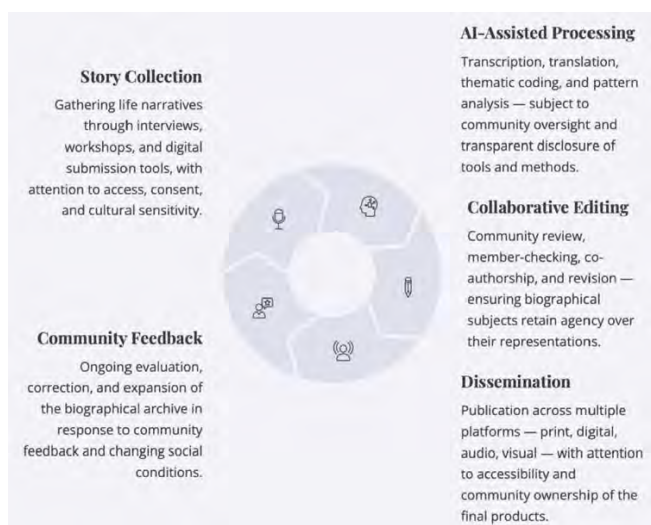 Story Collection
Gathering life narratives
through interviews,
workshops, and digital
submission tools, with
attention to access, consent,
and cultural sensitivity.
AI-Assisted Processing
Transcription, translation,
thematic coding, and pattern
analysis — subject to
community oversight and
transparent disclosure of
tools and methods.
Collaborative Editing
Community review,
member-checking, co-
authorship, and revision —
ensuring biographical
subjects retain agency over
their representations.
Dissemination
Publication across multiple
platforms — print, digital,
audio, visual — with attention
to accessibility and
community ownership of the
final products.
Community Feedback
Ongoing evaluation,
correction, and expansion of
the biographical archive in
response to community
feedback and changing social
conditions.